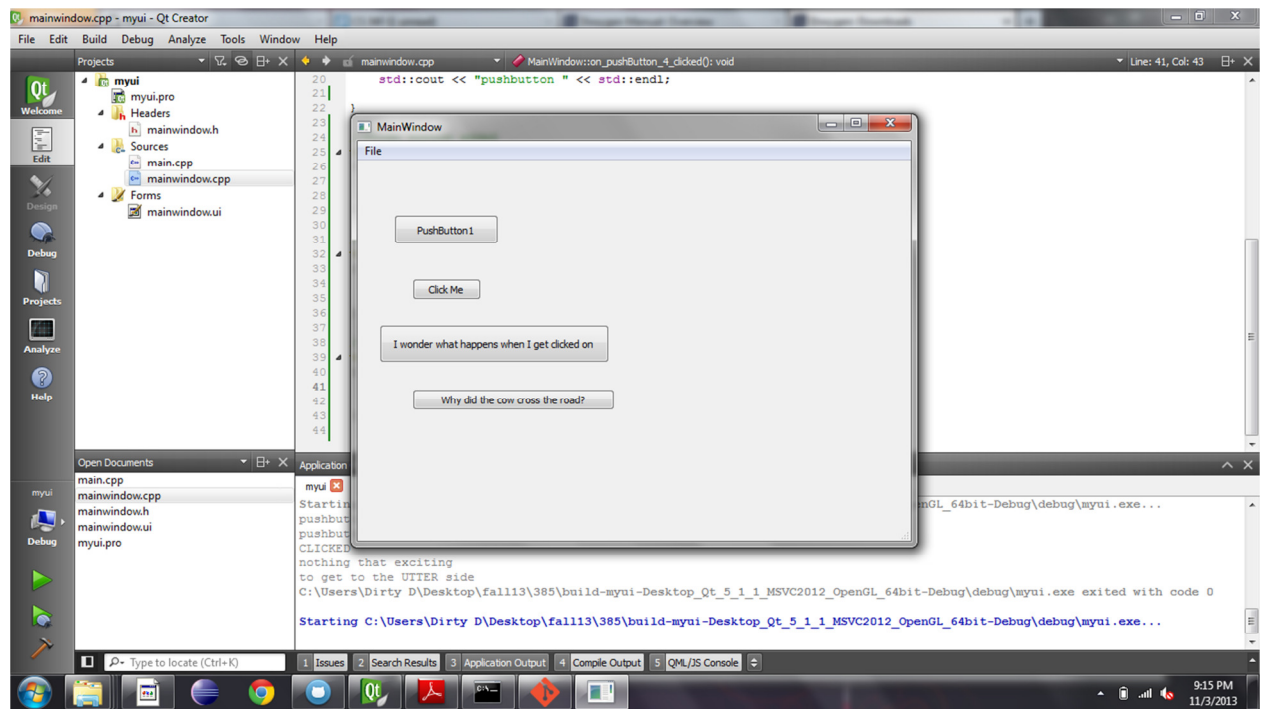 mainwindow.cpp - myui - Qt Creator
File Edit Build Debug Analyze Tools Window Help
Projects
mainwindow.cpp
MainWindow::on_pushButton_4_clicked(): void
Line: 41, Col: 43
Qt
Welcome
Edit
Design
Debug
Projects
Analyze
Help
myui
myui.pro
Headers
mainwindow.h
Sources
main.cpp
mainwindow.cpp
Forms
mainwindow.ui
20 std::cout << "pushbutton " << std::endl;
21
22 }
23
24
25
26
27
28
29
30
31
32
33
34
35
36
37
38
39
40
41
42
43
44
MainWindow
File
PushButton1
Click Me
I wonder what happens when I get clicked on
Why did the cow cross the road?
Open Documents
main.cpp
mainwindow.cpp
mainwindow.h
mainwindow.ui
myui.pro
myui
Debug
Application
myui
Startin
nGL_64bit-Debug\debug\myui.exe...
pushbut
pushbut
CLICKED
nothing that exciting
to get to the UTTER side
C:\Users\Dirty D\Desktop\fall13\385\build-myui-Desktop_Qt_5_1_1_MSVC2012_OpenGL_64bit-Debug\debug\myui.exe exited with code 0
Starting C:\Users\Dirty D\Desktop\fall13\385\build-myui-Desktop_Qt_5_1_1_MSVC2012_OpenGL_64bit-Debug\debug\myui.exe...
Type to locate (Ctrl+K)
1 Issues 2 Search Results 3 Application Output 4 Compile Output 5 QML/JS Console
Qt
9:15 PM
11/3/2013